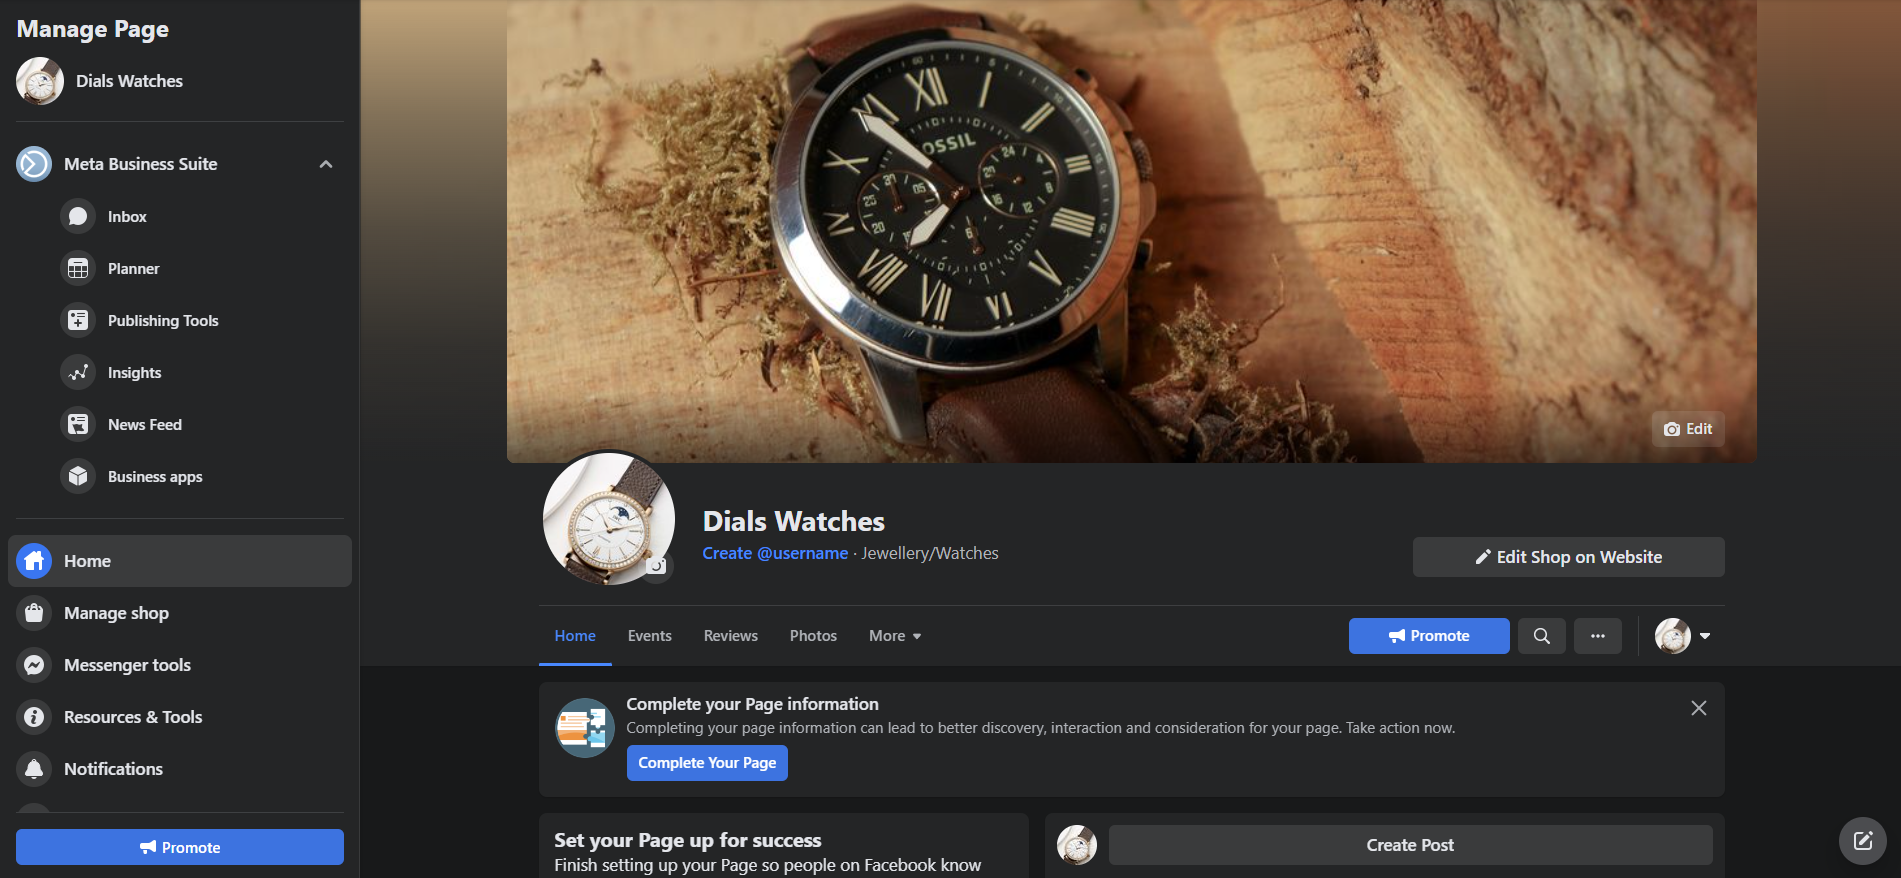 Manage Page
Dials Watches
Meta Business Suite
Inbox
Planner
Publishing Tools
Insights
News Feed
Business apps
Home
Manage shop
Messenger tools
Resources & Tools
Notifications
Promote
FOSSIL
Edit
Dials Watches
Create @username · Jewellery/Watches
Edit Shop on Website
Home
Events
Reviews
Photos
More
Promote
Complete your Page information
Completing your page information can lead to better discovery, interaction and consideration for your page. Take action now.
Complete Your Page
Set your Page up for success
Finish setting up your Page so people on Facebook know
Create Post